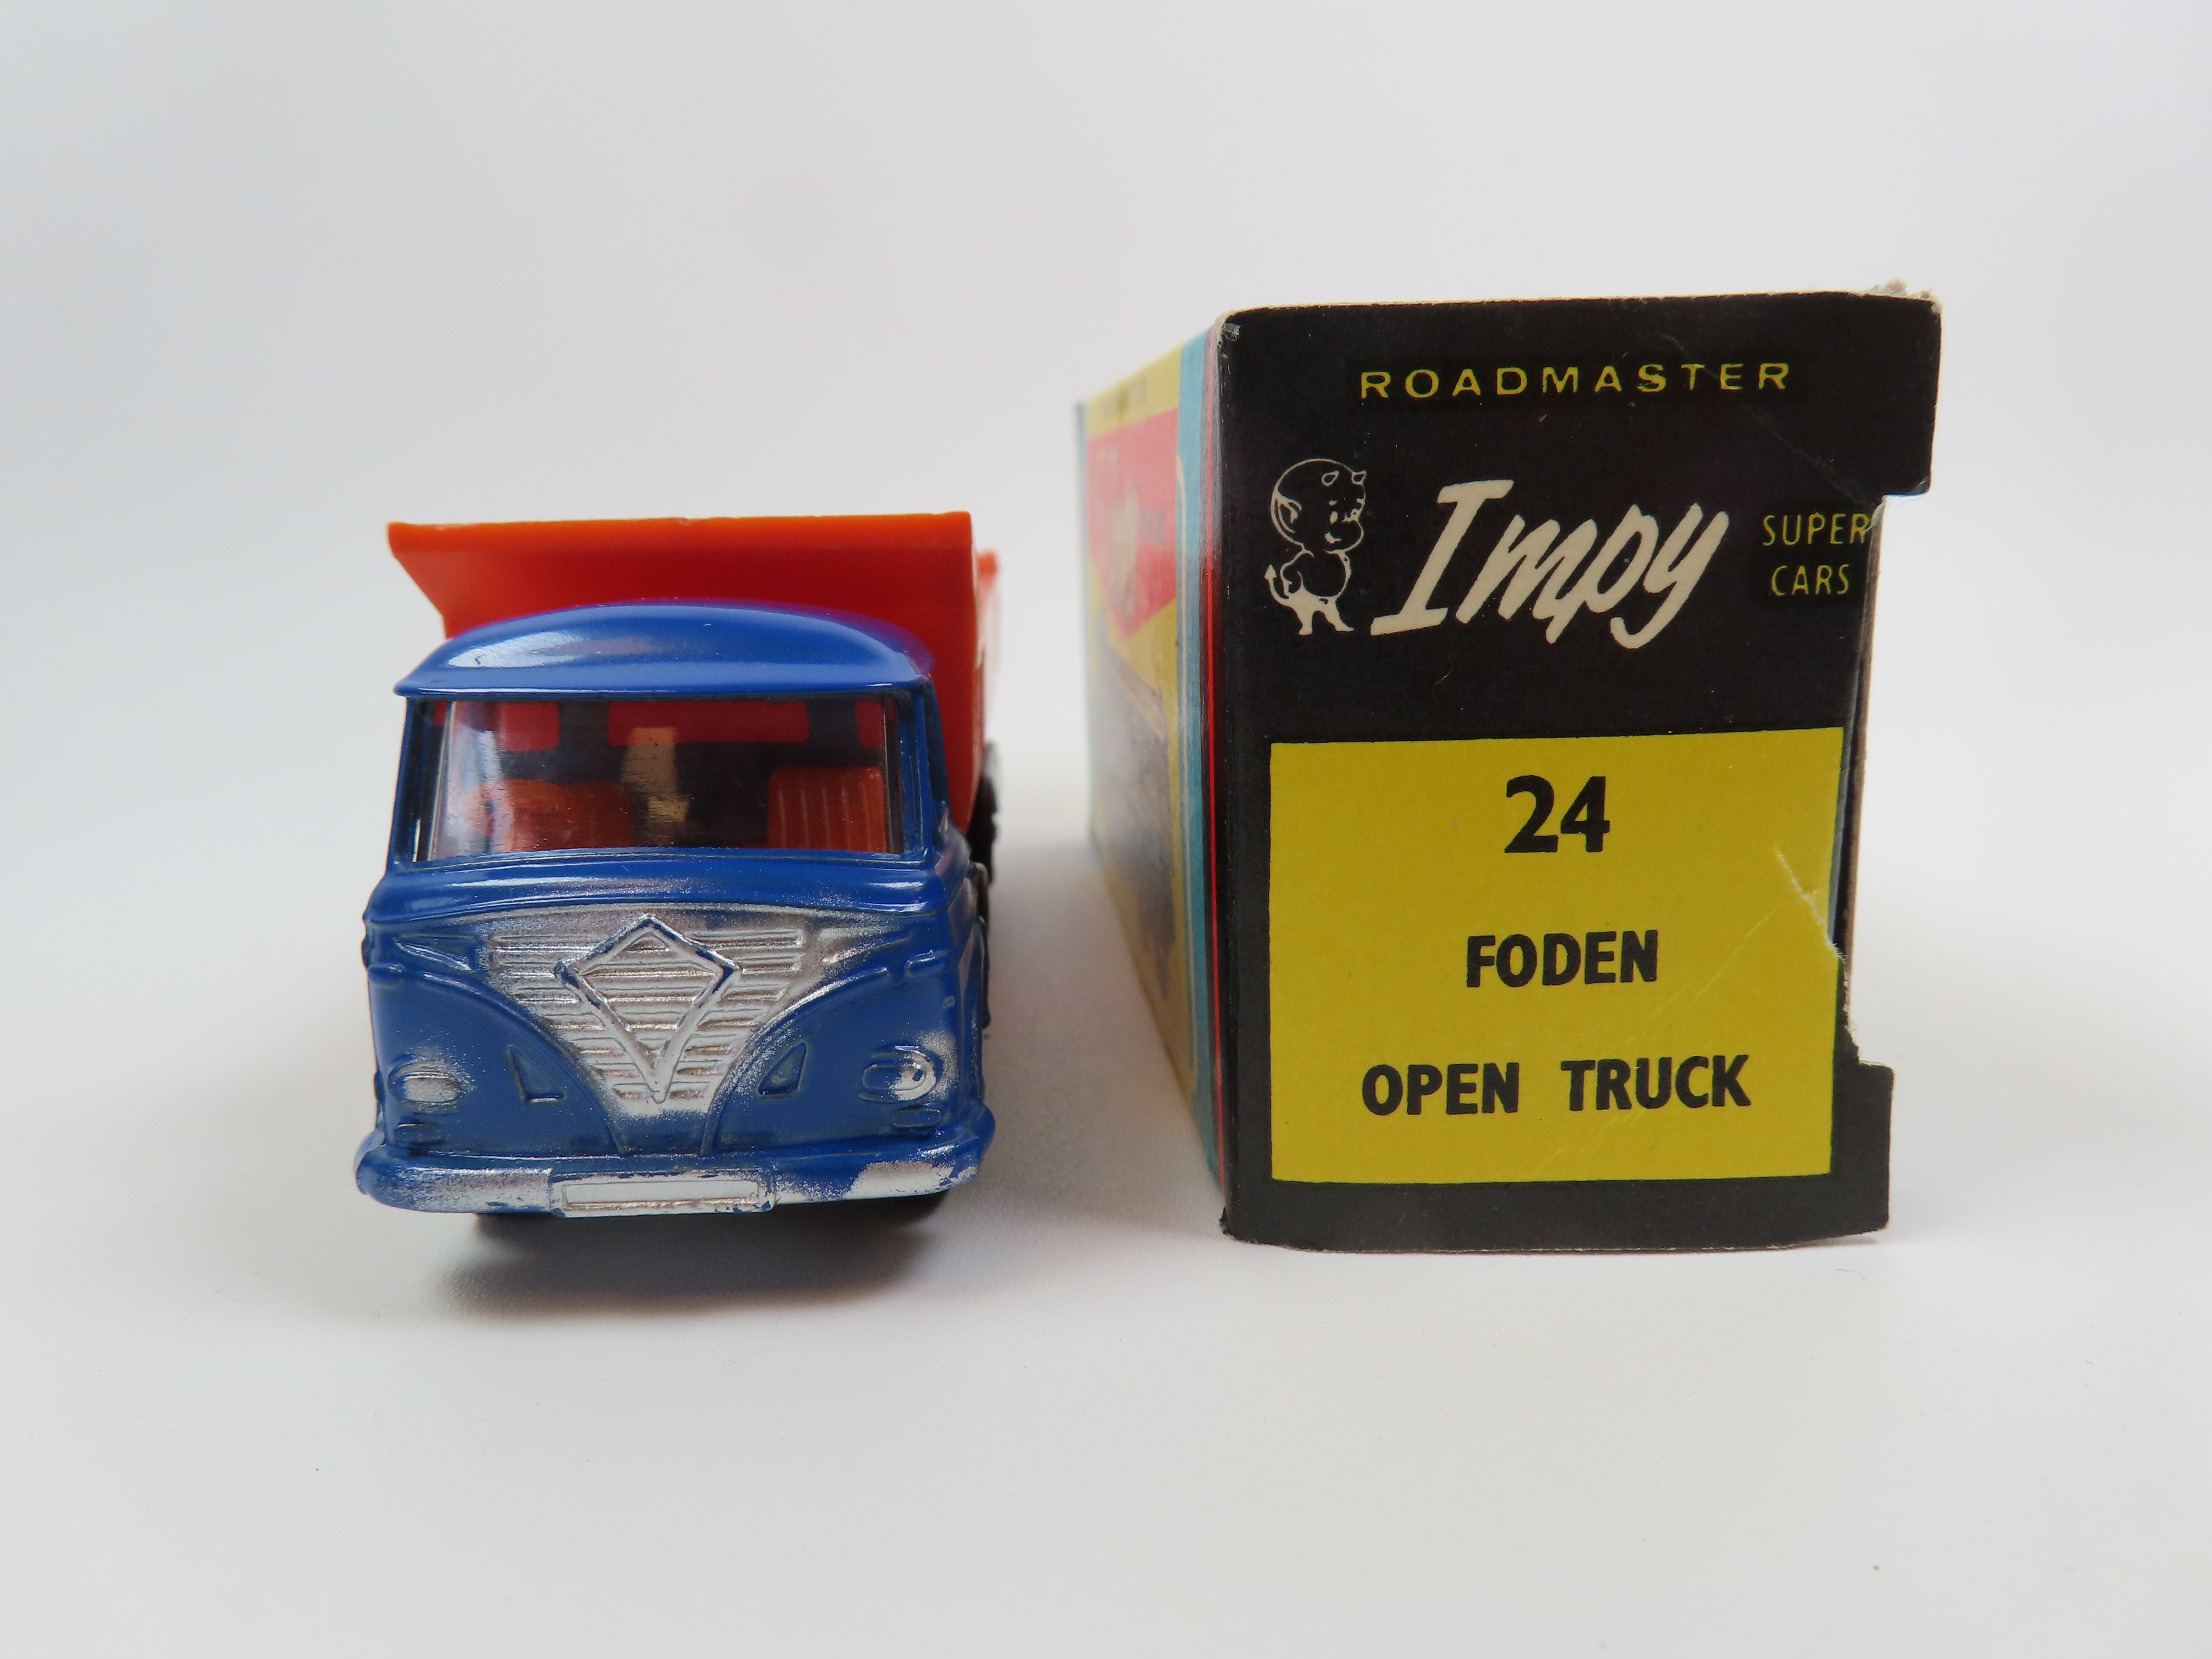 ROADMASTER
Impy SUPER CARS
24
FODEN
OPEN TRUCK